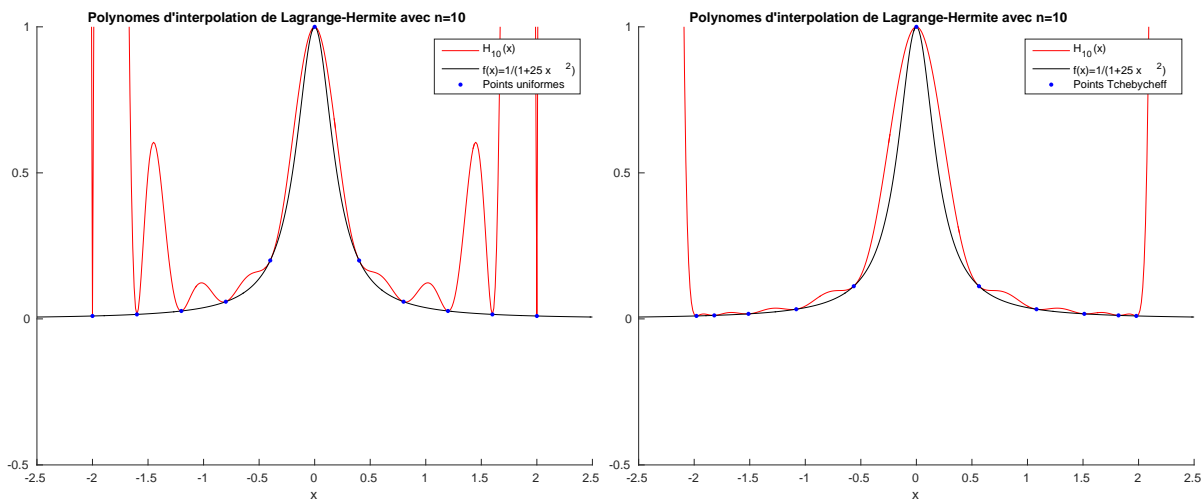 Polynomes d'interpolation de Lagrange-Hermite avec n=10
H10(x)
f(x)=1/(1+25 x 2)
Points uniformes
1
0.5
0
-0.5
-2.5 -2 -1.5 -1 -0.5 0 0.5 1 1.5 2 2.5
x
Polynomes d'interpolation de Lagrange-Hermite avec n=10
H10(x)
f(x)=1/(1+25 x 2)
Points Tchebycheff
1
0.5
0
-0.5
-2.5 -2 -1.5 -1 -0.5 0 0.5 1 1.5 2 2.5
x